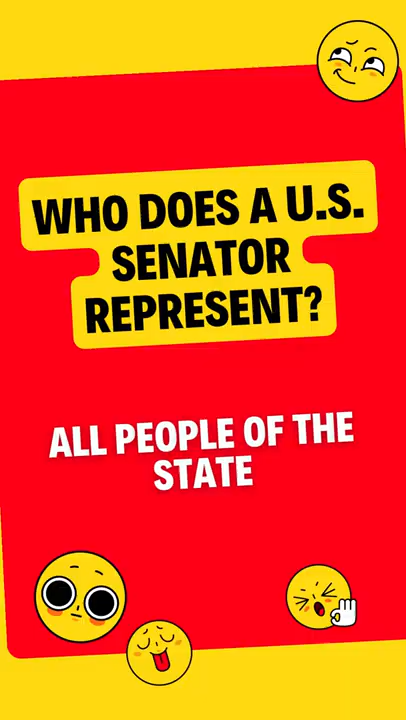 WHO DOES A U.S.
SENATOR
REPRESENT?
ALL PEOPLE OF THE
STATE